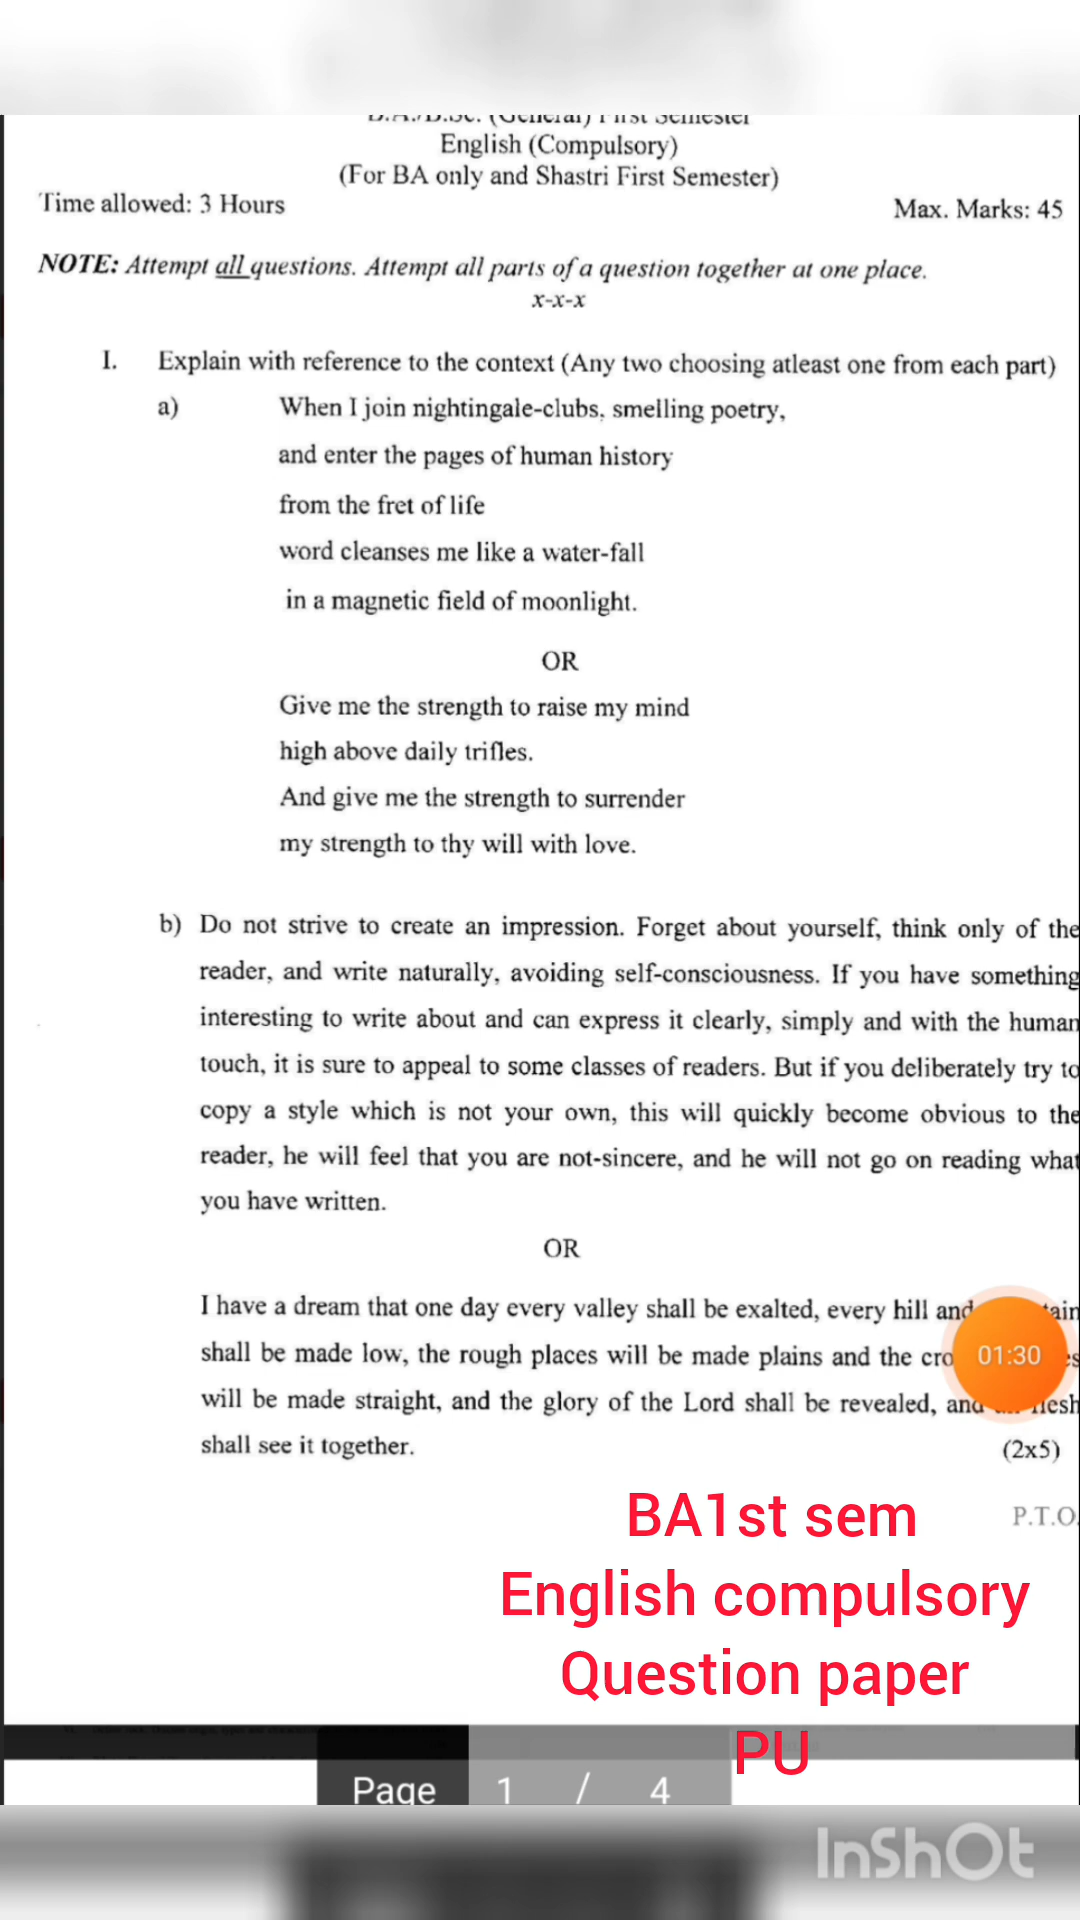 B.A./B.Sc. (General) First Semester
English (Compulsory)
(For BA only and Shastri First Semester)
Time allowed: 3 Hours
Max. Marks: 45
NOTE: Attempt all questions. Attempt all parts of a question together at one place.
x-x-x
I. Explain with reference to the context (Any two choosing atleast one from each part)
a) When I join nightingale-clubs, smelling poetry,
and enter the pages of human history
from the fret of life
word cleanses me like a water-fall
in a magnetic field of moonlight.
OR
Give me the strength to raise my mind
high above daily trifles.
And give me the strength to surrender
my strength to thy will with love.
b) Do not strive to create an impression. Forget about yourself, think only of the
reader, and write naturally, avoiding self-consciousness. If you have something
interesting to write about and can express it clearly, simply and with the human
touch, it is sure to appeal to some classes of readers. But if you deliberately try to
copy a style which is not your own, this will quickly become obvious to the
reader, he will feel that you are not-sincere, and he will not go on reading what
you have written.
OR
I have a dream that one day every valley shall be exalted, every hill and
shall be made low, the rough places will be made plains and the
01:30
will be made straight, and the glory of the Lord shall be revealed, and flesh
shall see it together.
(2x5)
P.T.O.
BA1st sem
English compulsory
Question paper
PU
Page 1 / 4
InShOt